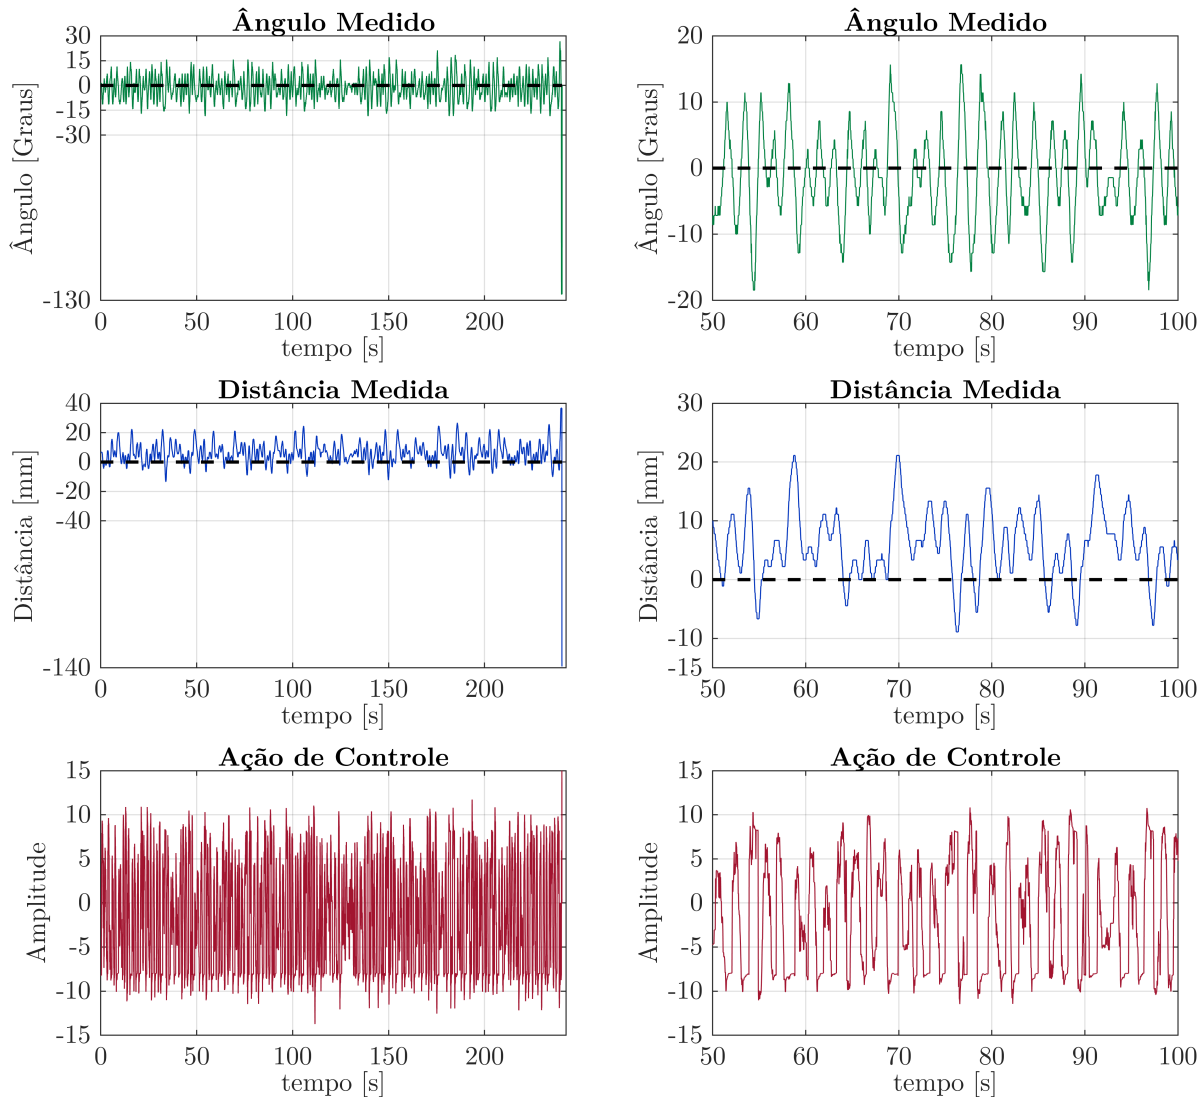 Ângulo Medido
Ângulo [Graus]
30
15
0
-15
-30
-130
0 50 100 150 200
tempo [s]
Ângulo Medido
Ângulo [Graus]
20
10
0
-10
-20
50 60 70 80 90 100
tempo [s]
Distância Medida
Distância [mm]
40
20
0
-20
-40
-140
0 50 100 150 200
tempo [s]
Distância Medida
Distância [mm]
30
20
10
0
-10
-15
50 60 70 80 90 100
tempo [s]
Ação de Controle
Amplitude
15
10
5
0
-5
-10
-15
0 50 100 150 200
tempo [s]
Ação de Controle
Amplitude
15
10
5
0
-5
-10
-15
50 60 70 80 90 100
tempo [s]